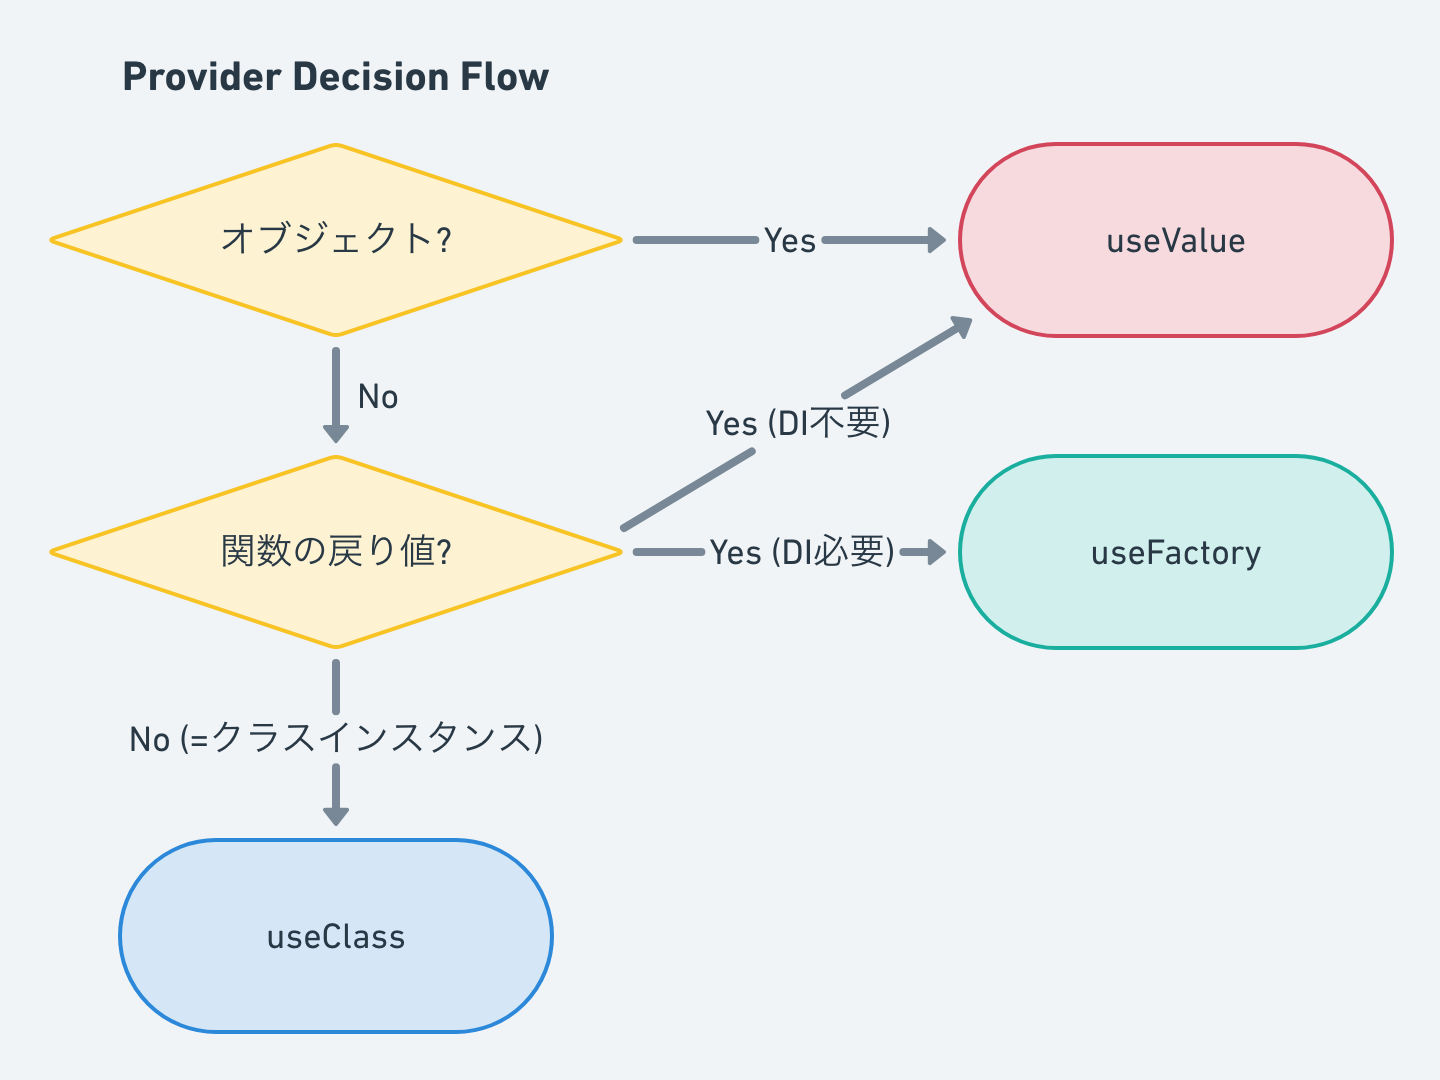 Provider Decision Flow
オブジェクト?
Yes
useValue
No
Yes (DI不要)
関数の戻り値?
Yes (DI必要)
useFactory
No (=クラスインスタンス)
useClass